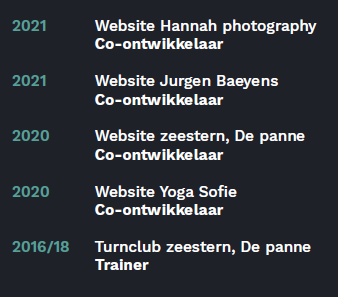 2021 Website Hannah photography
Co-ontwikkelaar
2021 Website Jurgen Baeyens
Co-ontwikkelaar
2020 Website zeestern, De panne
Co-ontwikkelaar
2020 Website Yoga Sofie
Co-ontwikkelaar
2016/18 Turnclub zeestern, De panne
Trainer